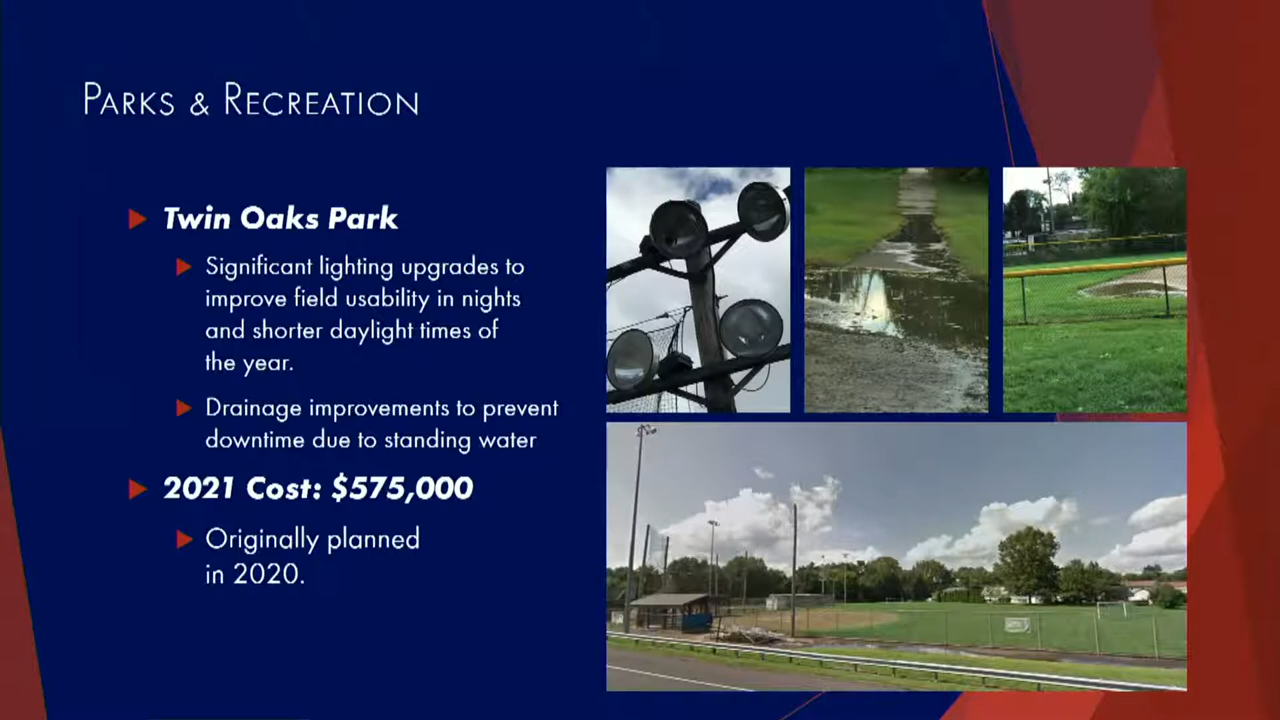 Parks & Recreation
Twin Oaks Park
Significant lighting upgrades to
improve field usability in nights
and shorter daylight times of
the year.
Drainage improvements to prevent
downtime due to standing water
2021 Cost: $575,000
Originally planned
in 2020.